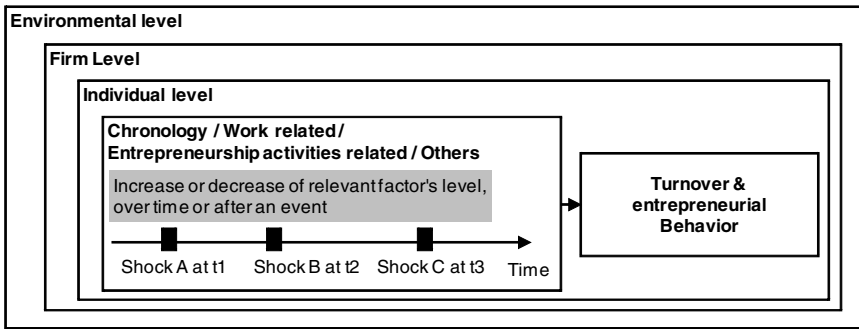 Environmental level
Firm Level
Individual level
Chronology / Work related /
Entrepreneurship activities related / Others
Increase or decrease of relevant factor's level,
over time or after an event
Shock A at t1 Shock B at t2 Shock C at t3 Time
Turnover &
entrepreneurial
Behavior